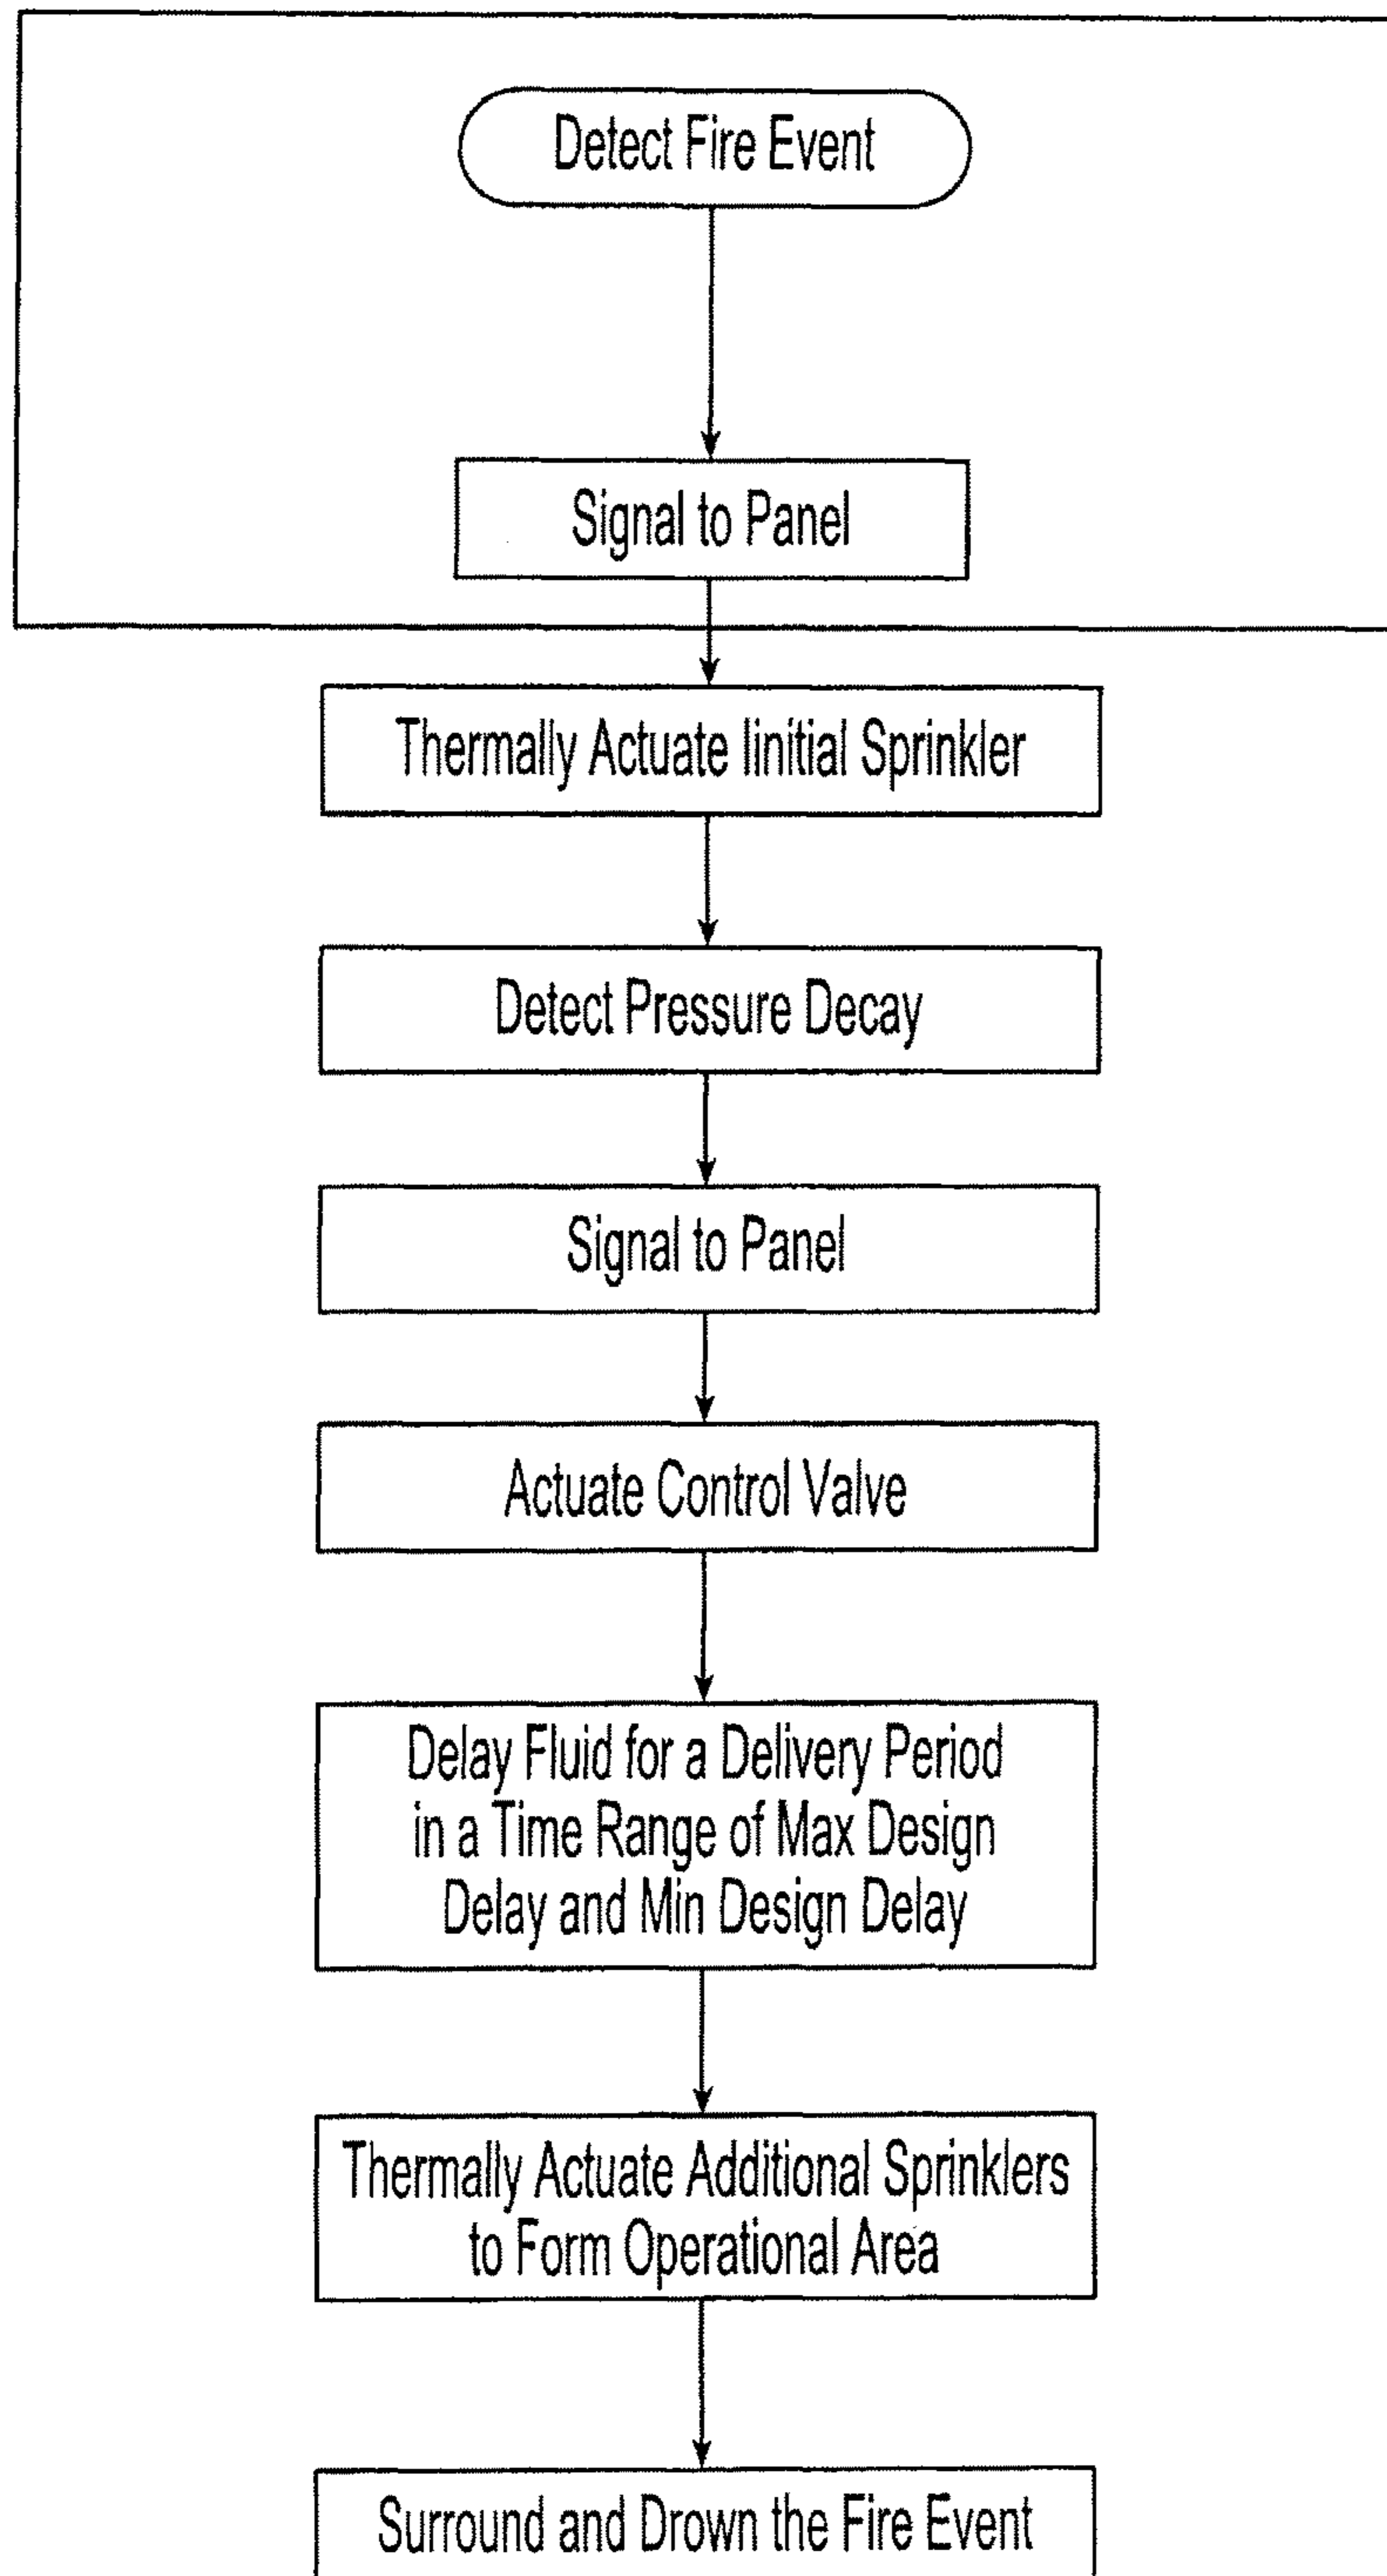 Detect Fire Event
Signal to Panel
Thermally Actuate Iinitial Sprinkler
Detect Pressure Decay
Signal to Panel
Actuate Control Valve
Delay Fluid for a Delivery Period
in a Time Range of Max Design
Delay and Min Design Delay
Thermally Actuate Additional Sprinklers
to Form Operational Area
Surround and Drown the Fire Event